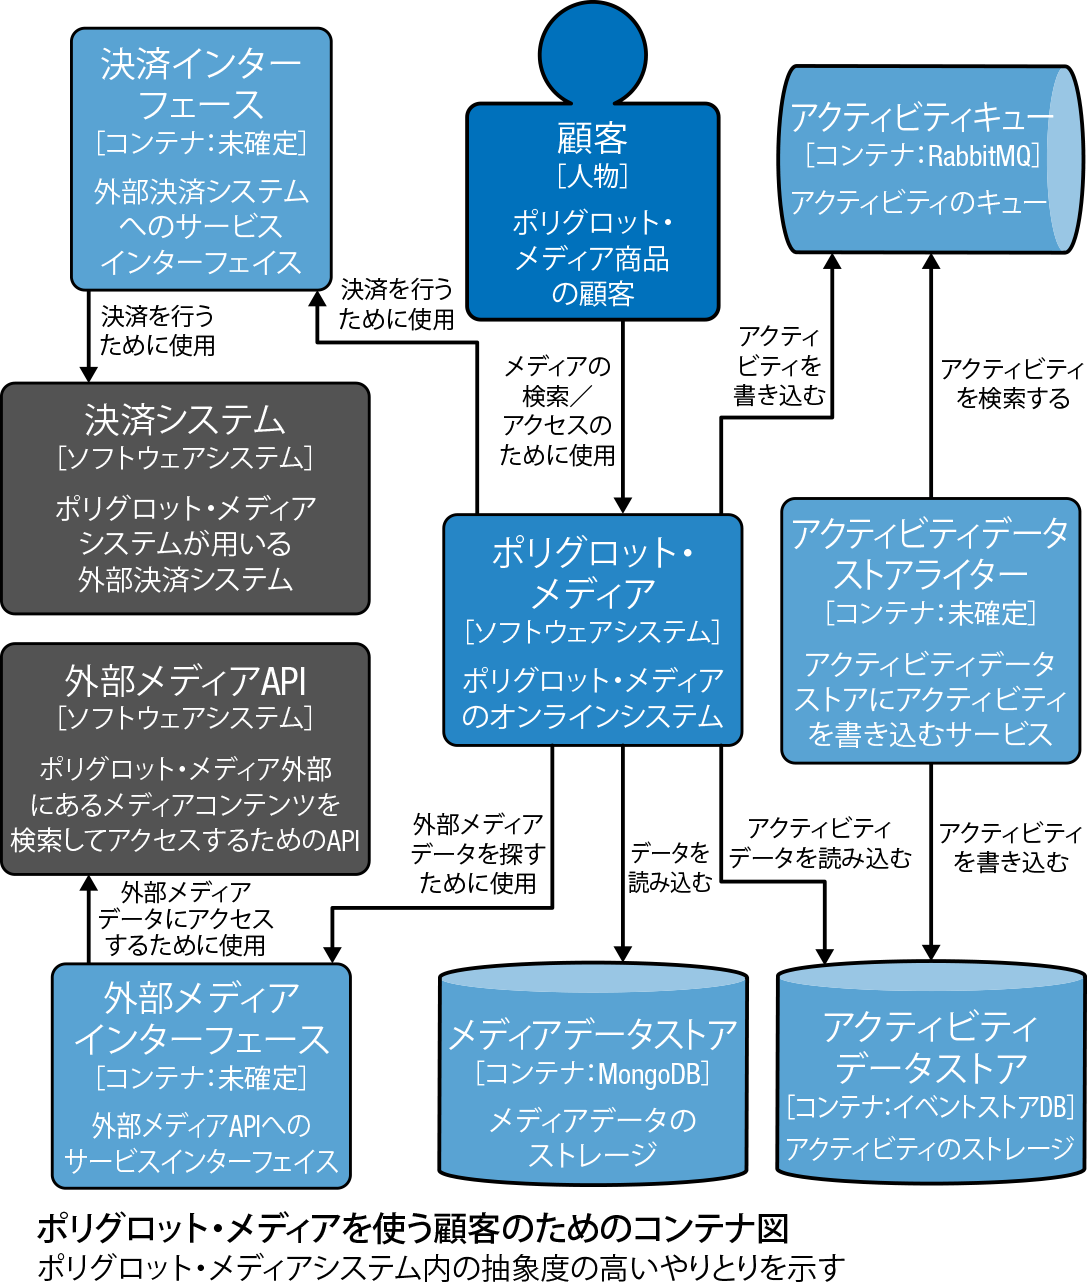 決済インター
フェース
［コンテナ：未確定］
外部決済システム
へのサービス
インターフェイス
顧客
［人物］
ポリグロット・
メディア商品
の顧客
アクティビティキュー
［コンテナ：RabbitMQ］
アクティビティのキュー
決済を行う
ために使用
決済を行う
ために使用
メディアの
検索／
アクセスの
ために使用
アクティ
ビティを
書き込む
アクティビティ
を検索する
決済システム
［ソフトウェアシステム］
ポリグロット・メディア
システムが用いる
外部決済システム
ポリグロット・
メディア
［ソフトウェアシステム］
ポリグロット・メディア
のオンラインシステム
アクティビティデータ
ストアライター
［コンテナ：未確定］
アクティビティデータ
ストアにアクティビティ
を書き込むサービス
外部メディアAPI
［ソフトウェアシステム］
ポリグロット・メディア外部
にあるメディアコンテンツを
検索してアクセスするためのAPI
外部メディア
データにアクセス
するために使用
外部メディア
データを探す
ために使用
データを
読み込む
アクティビティ
データを読み込む
アクティビティ
を書き込む
外部メディア
インターフェース
［コンテナ：未確定］
外部メディアAPIへの
サービスインターフェイス
メディアデータストア
［コンテナ：MongoDB］
メディアデータの
ストレージ
アクティビティ
データストア
［コンテナ：イベントストアDB］
アクティビティのストレージ
ポリグロット・メディアを使う顧客のためのコンテナ図
ポリグロット・メディアシステム内の抽象度の高いやりとりを示す